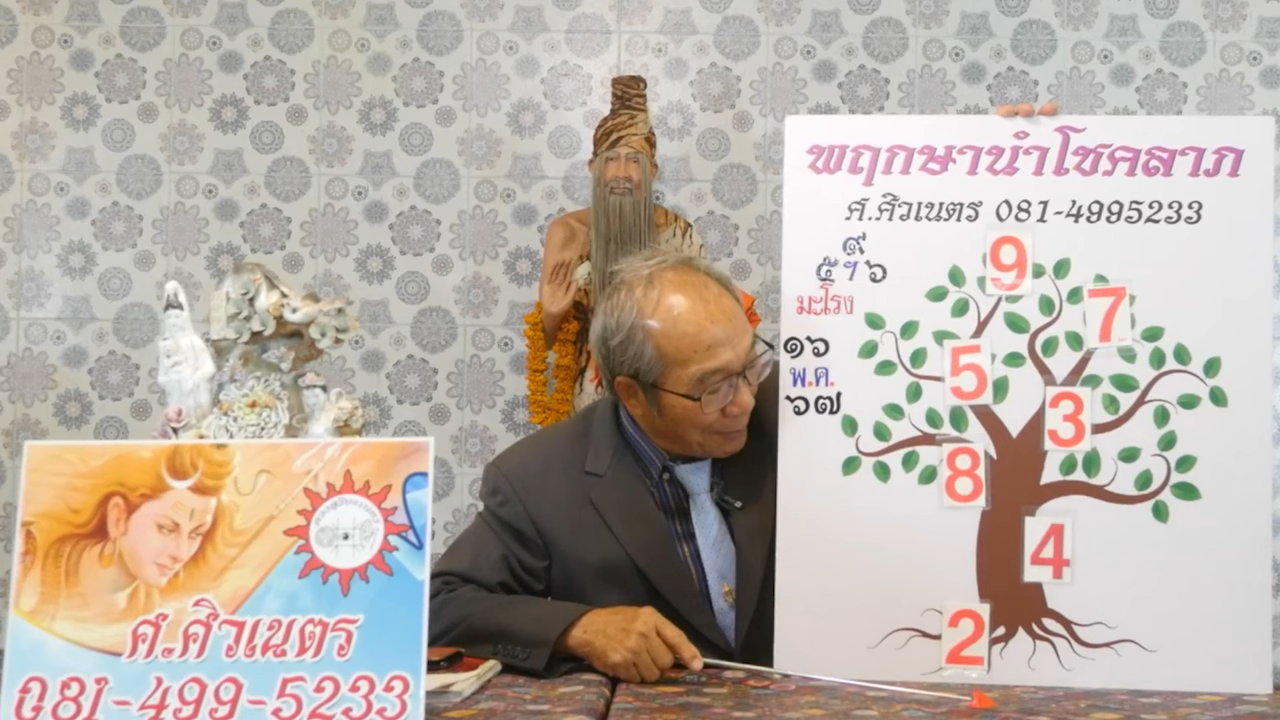 พฤกษานำโชคลาภ
ศ.ศิวเนตร 081-4995233
๙
๕ฯ๖
มะโรง
๑๖
พ.ค.
๖๗
9
7
5
3
8
4
2
ศ.ศิวเนตร
081-499-5233